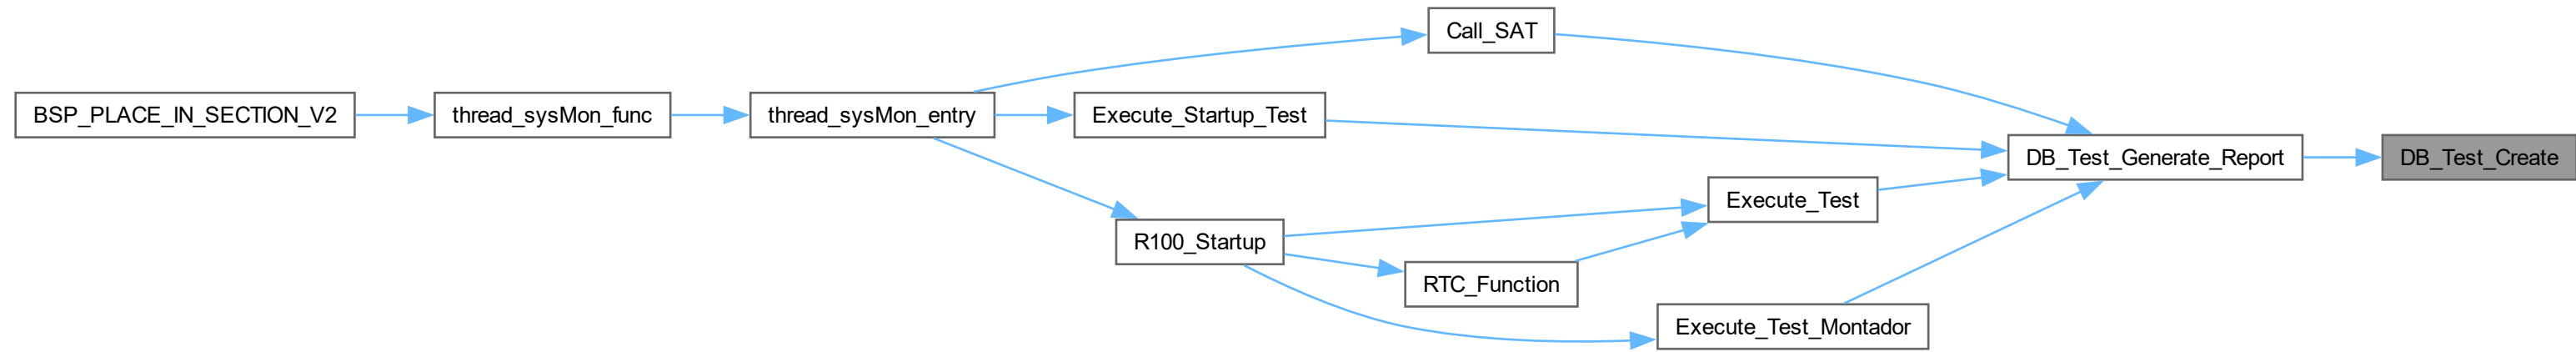 Call_SAT
BSP_PLACE_IN_SECTION_V2
thread_sysMon_func
thread_sysMon_entry
Execute_Startup_Test
DB_Test_Generate_Report
DB_Test_Create
Execute_Test
R100_Startup
RTC_Function
Execute_Test_Montador